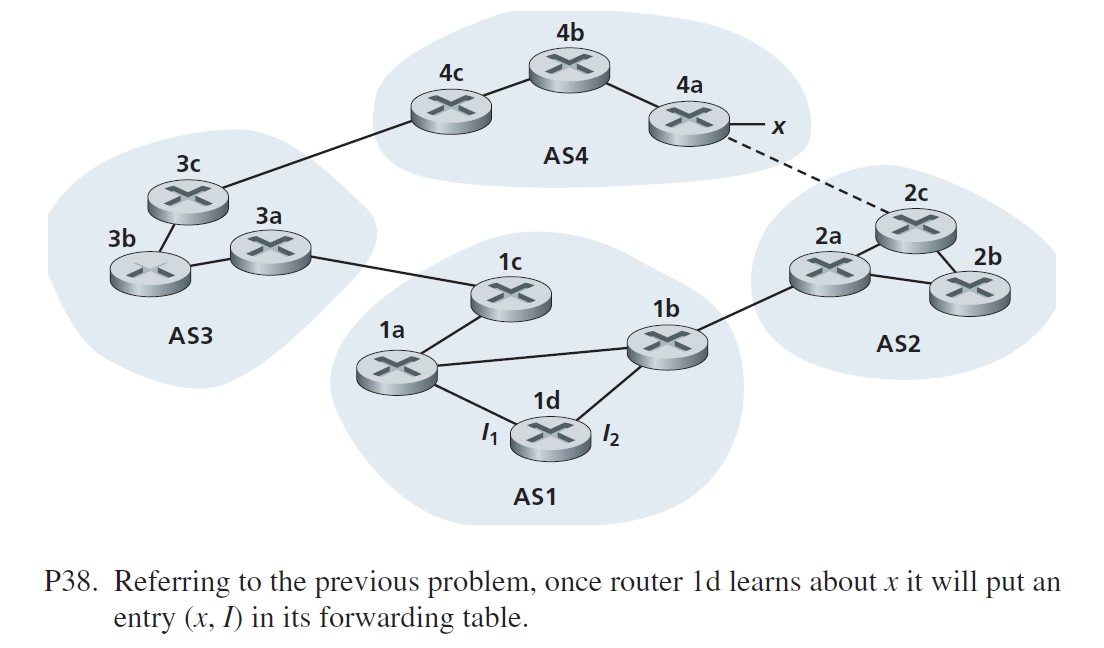 4b
4c
4a
x
AS4
3c
2c
3a
3b
2a
2b
1c
1b
1a
AS3
AS2
1d
I1
I2
AS1
P38. Referring to the previous problem, once router 1d learns about x it will put an
entry (x, I) in its forwarding table.